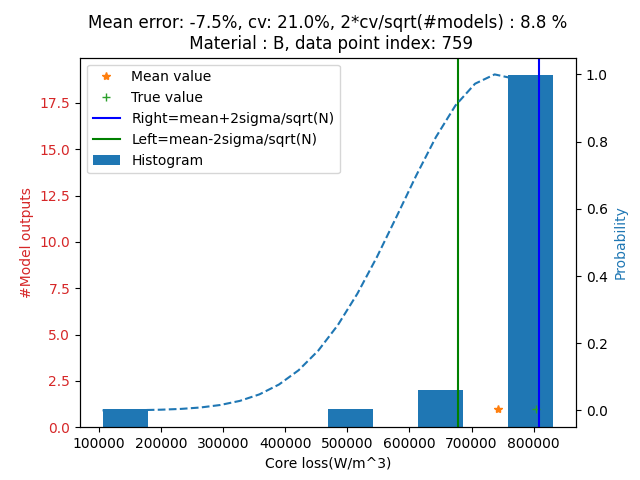 Mean error: -7.5%, cv: 21.0%, 2*cv/sqrt(#models) : 8.8 %
Material : B, data point index: 759
Mean value
True value
Right=mean+2sigma/sqrt(N)
Left=mean-2sigma/sqrt(N)
Histogram
#Model outputs
17.5
15.0
12.5
10.0
7.5
5.0
2.5
0.0
1.0
0.8
0.6
0.4
0.2
0.0
Probability
100000 200000 300000 400000 500000 600000 700000 800000
Core loss(W/m^3)